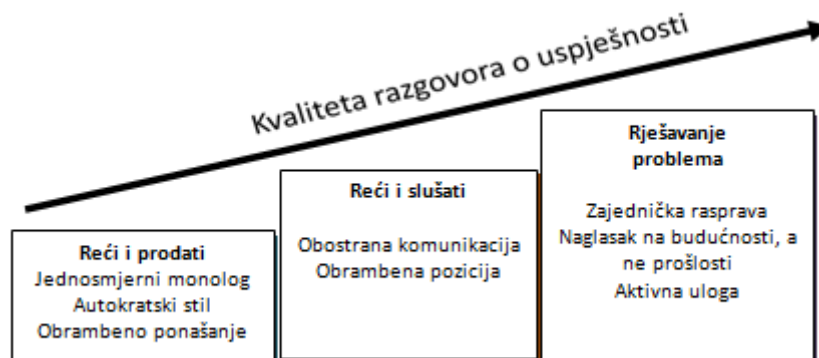 Kvaliteta razgovora o uspješnosti
Reći i prodati
Jednosmjerni monolog
Autokratski stil
Obrambeno ponašanje
Reći i slušati
Obostrana komunikacija
Obrambena pozicija
Rješavanje
problema
Zajednička rasprava
Naglasak na budućnosti, a
ne prošlosti
Aktivna uloga